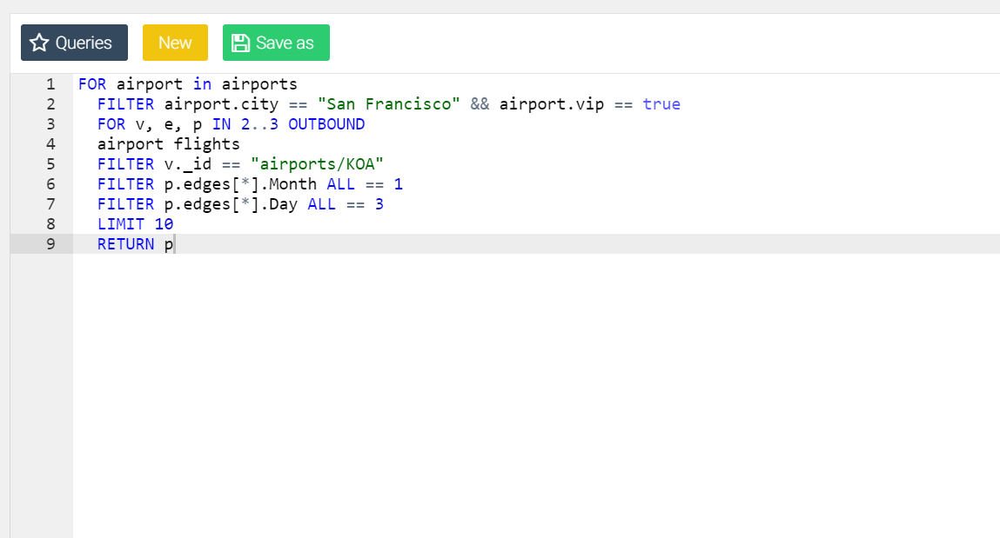 Queries New Save as
1 FOR airport in airports
2 FILTER airport.city == "San Francisco" && airport.vip == true
3 FOR v, e, p IN 2..3 OUTBOUND
4 airport flights
5 FILTER v._id == "airports/KOA"
6 FILTER p.edges[*].Month ALL == 1
7 FILTER p.edges[*].Day ALL == 3
8 LIMIT 10
9 RETURN p